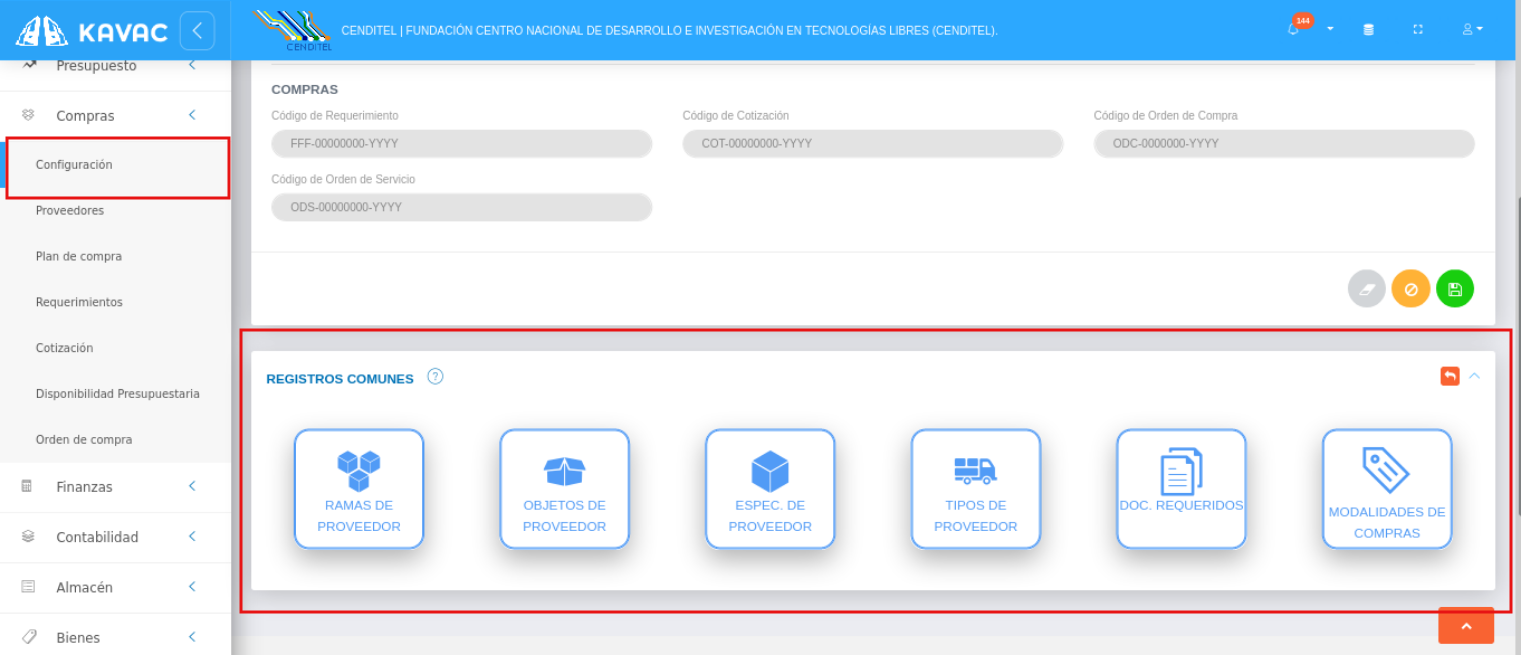 KAVAC
CENDITEL
CENDITEL | FUNDACIÓN CENTRO NACIONAL DE DESARROLLO E INVESTIGACIÓN EN TECNOLOGÍAS LIBRES (CENDITEL).
144
Presupuesto
Compras
Configuración
Proveedores
Plan de compra
Requerimientos
Cotización
Disponibilidad Presupuestaria
Orden de compra
Finanzas
Contabilidad
Almacén
Bienes
COMPRAS
Código de Requerimiento
FFF-00000000-YYYY
Código de Cotización
COT-00000000-YYYY
Código de Orden de Compra
ODC-0000000-YYYY
Código de Orden de Servicio
ODS-00000000-YYYY
REGISTROS COMUNES ?
RAMAS DE
PROVEEDOR
OBJETOS DE
PROVEEDOR
ESPEC. DE
PROVEEDOR
TIPOS DE
PROVEEDOR
DOC. REQUERIDOS
MODALIDADES DE
COMPRAS